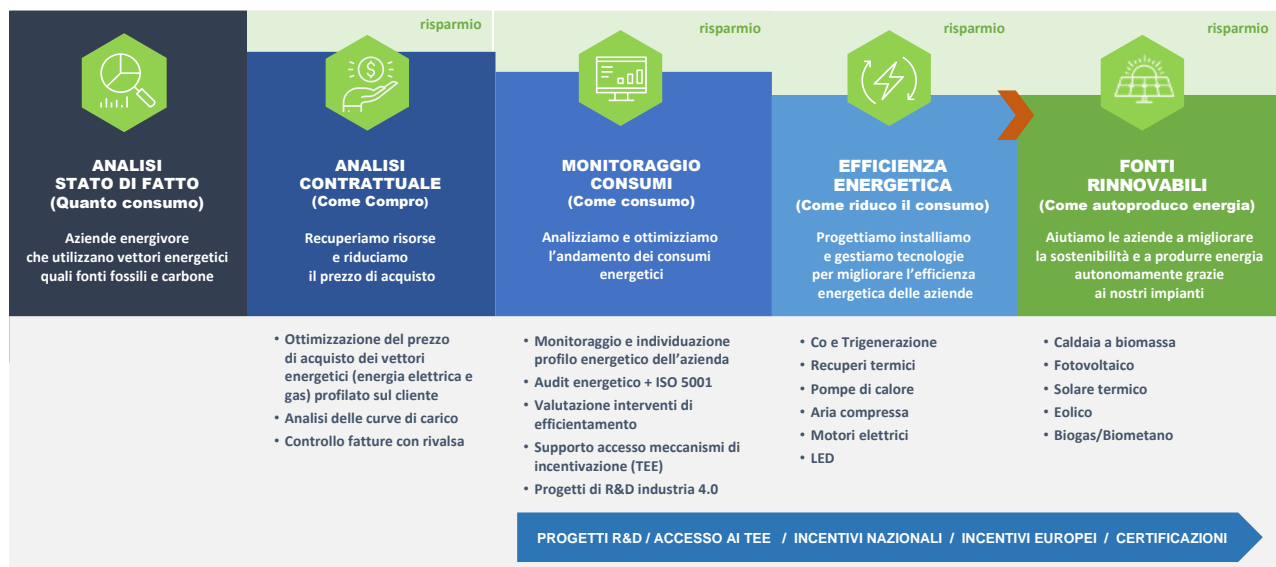 risparmio
risparmio
risparmio
risparmio
ANALISI
STATO DI FATTO
(Quanto consumo)
Aziende energivore
che utilizzano vettori energetici
quali fonti fossili e carbone
ANALISI
CONTRATTUALE
(Come Compro)
Recuperiamo risorse
e riduciamo
il prezzo di acquisto
• Ottimizzazione del prezzo
di acquisto dei vettori
energetici (energia elettrica e
gas) profilato sul cliente
• Analisi delle curve di carico
• Controllo fatture con rivalsa
MONITORAGGIO
CONSUMI
(Come consumo)
Analizziamo e ottimizziamo
l'andamento dei consumi
energetici
• Monitoraggio e individuazione
profilo energetico dell'azienda
• Audit energetico + ISO 5001
• Valutazione interventi di
efficientamento
• Supporto accesso meccanismi di
incentivazione (TEE)
• Progetti di R&D industria 4.0
EFFICIENZA
ENERGETICA
(Come riduco il consumo)
Progettiamo installiamo
e gestiamo tecnologie
per migliorare l'efficienza
energetica delle aziende
• Co e Trigenerazione
• Recuperi termici
• Pompe di calore
• Aria compressa
• Motori elettrici
• LED
FONTI
RINNOVABILI
(Come autoproduco energia)
Aiutiamo le aziende a migliorare
la sostenibilità e a produrre energia
autonomamente grazie
ai nostri impianti
• Caldaia a biomassa
• Fotovoltaico
• Solare termico
• Eolico
• Biogas/Biometano
PROGETTI R&D / ACCESSO AI TEE / INCENTIVI NAZIONALI / INCENTIVI EUROPEI / CERTIFICAZIONI